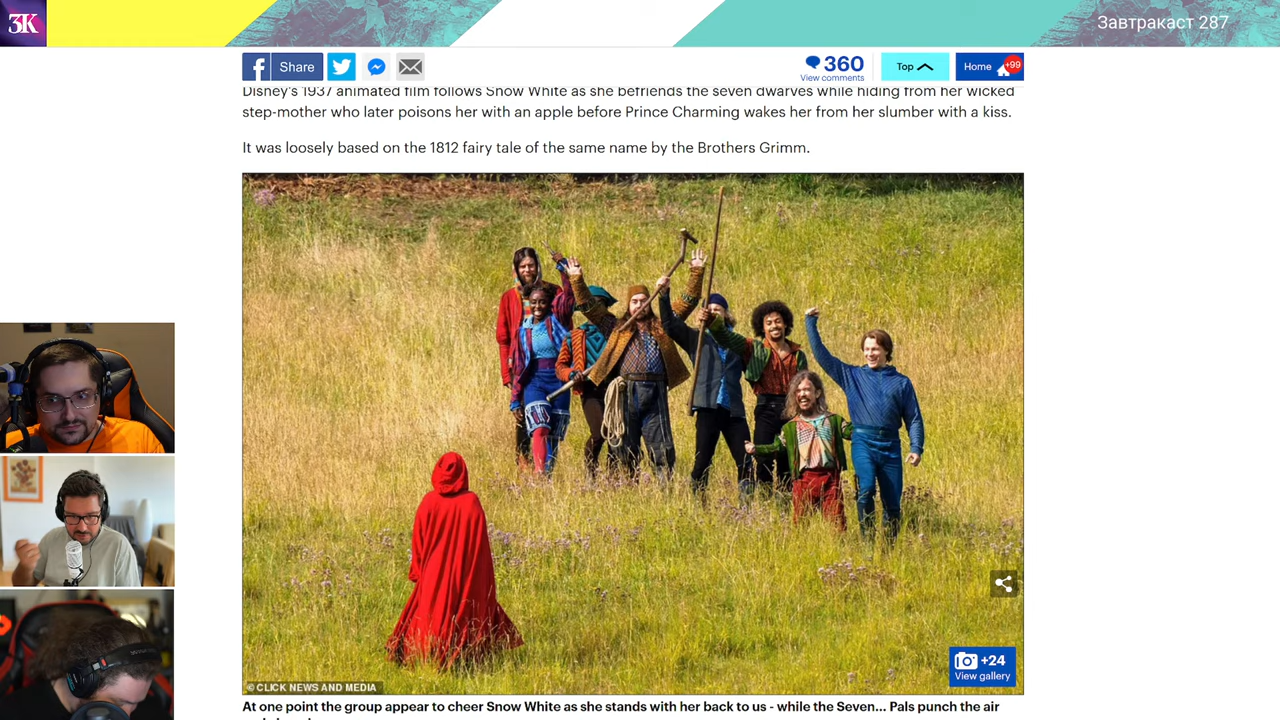 3K
Завтракаст 287
Share
360
View comments
Top
Home
+99
Disney's 1937 animated film follows Snow White as she befriends the seven dwarves while hiding from her wicked
step-mother who later poisons her with an apple before Prince Charming wakes her from her slumber with a kiss.
It was loosely based on the 1812 fairy tale of the same name by the Brothers Grimm.
+24
View gallery
© CLICK NEWS AND MEDIA
At one point the group appear to cheer Snow White as she stands with her back to us - while the Seven... Pals punch the air